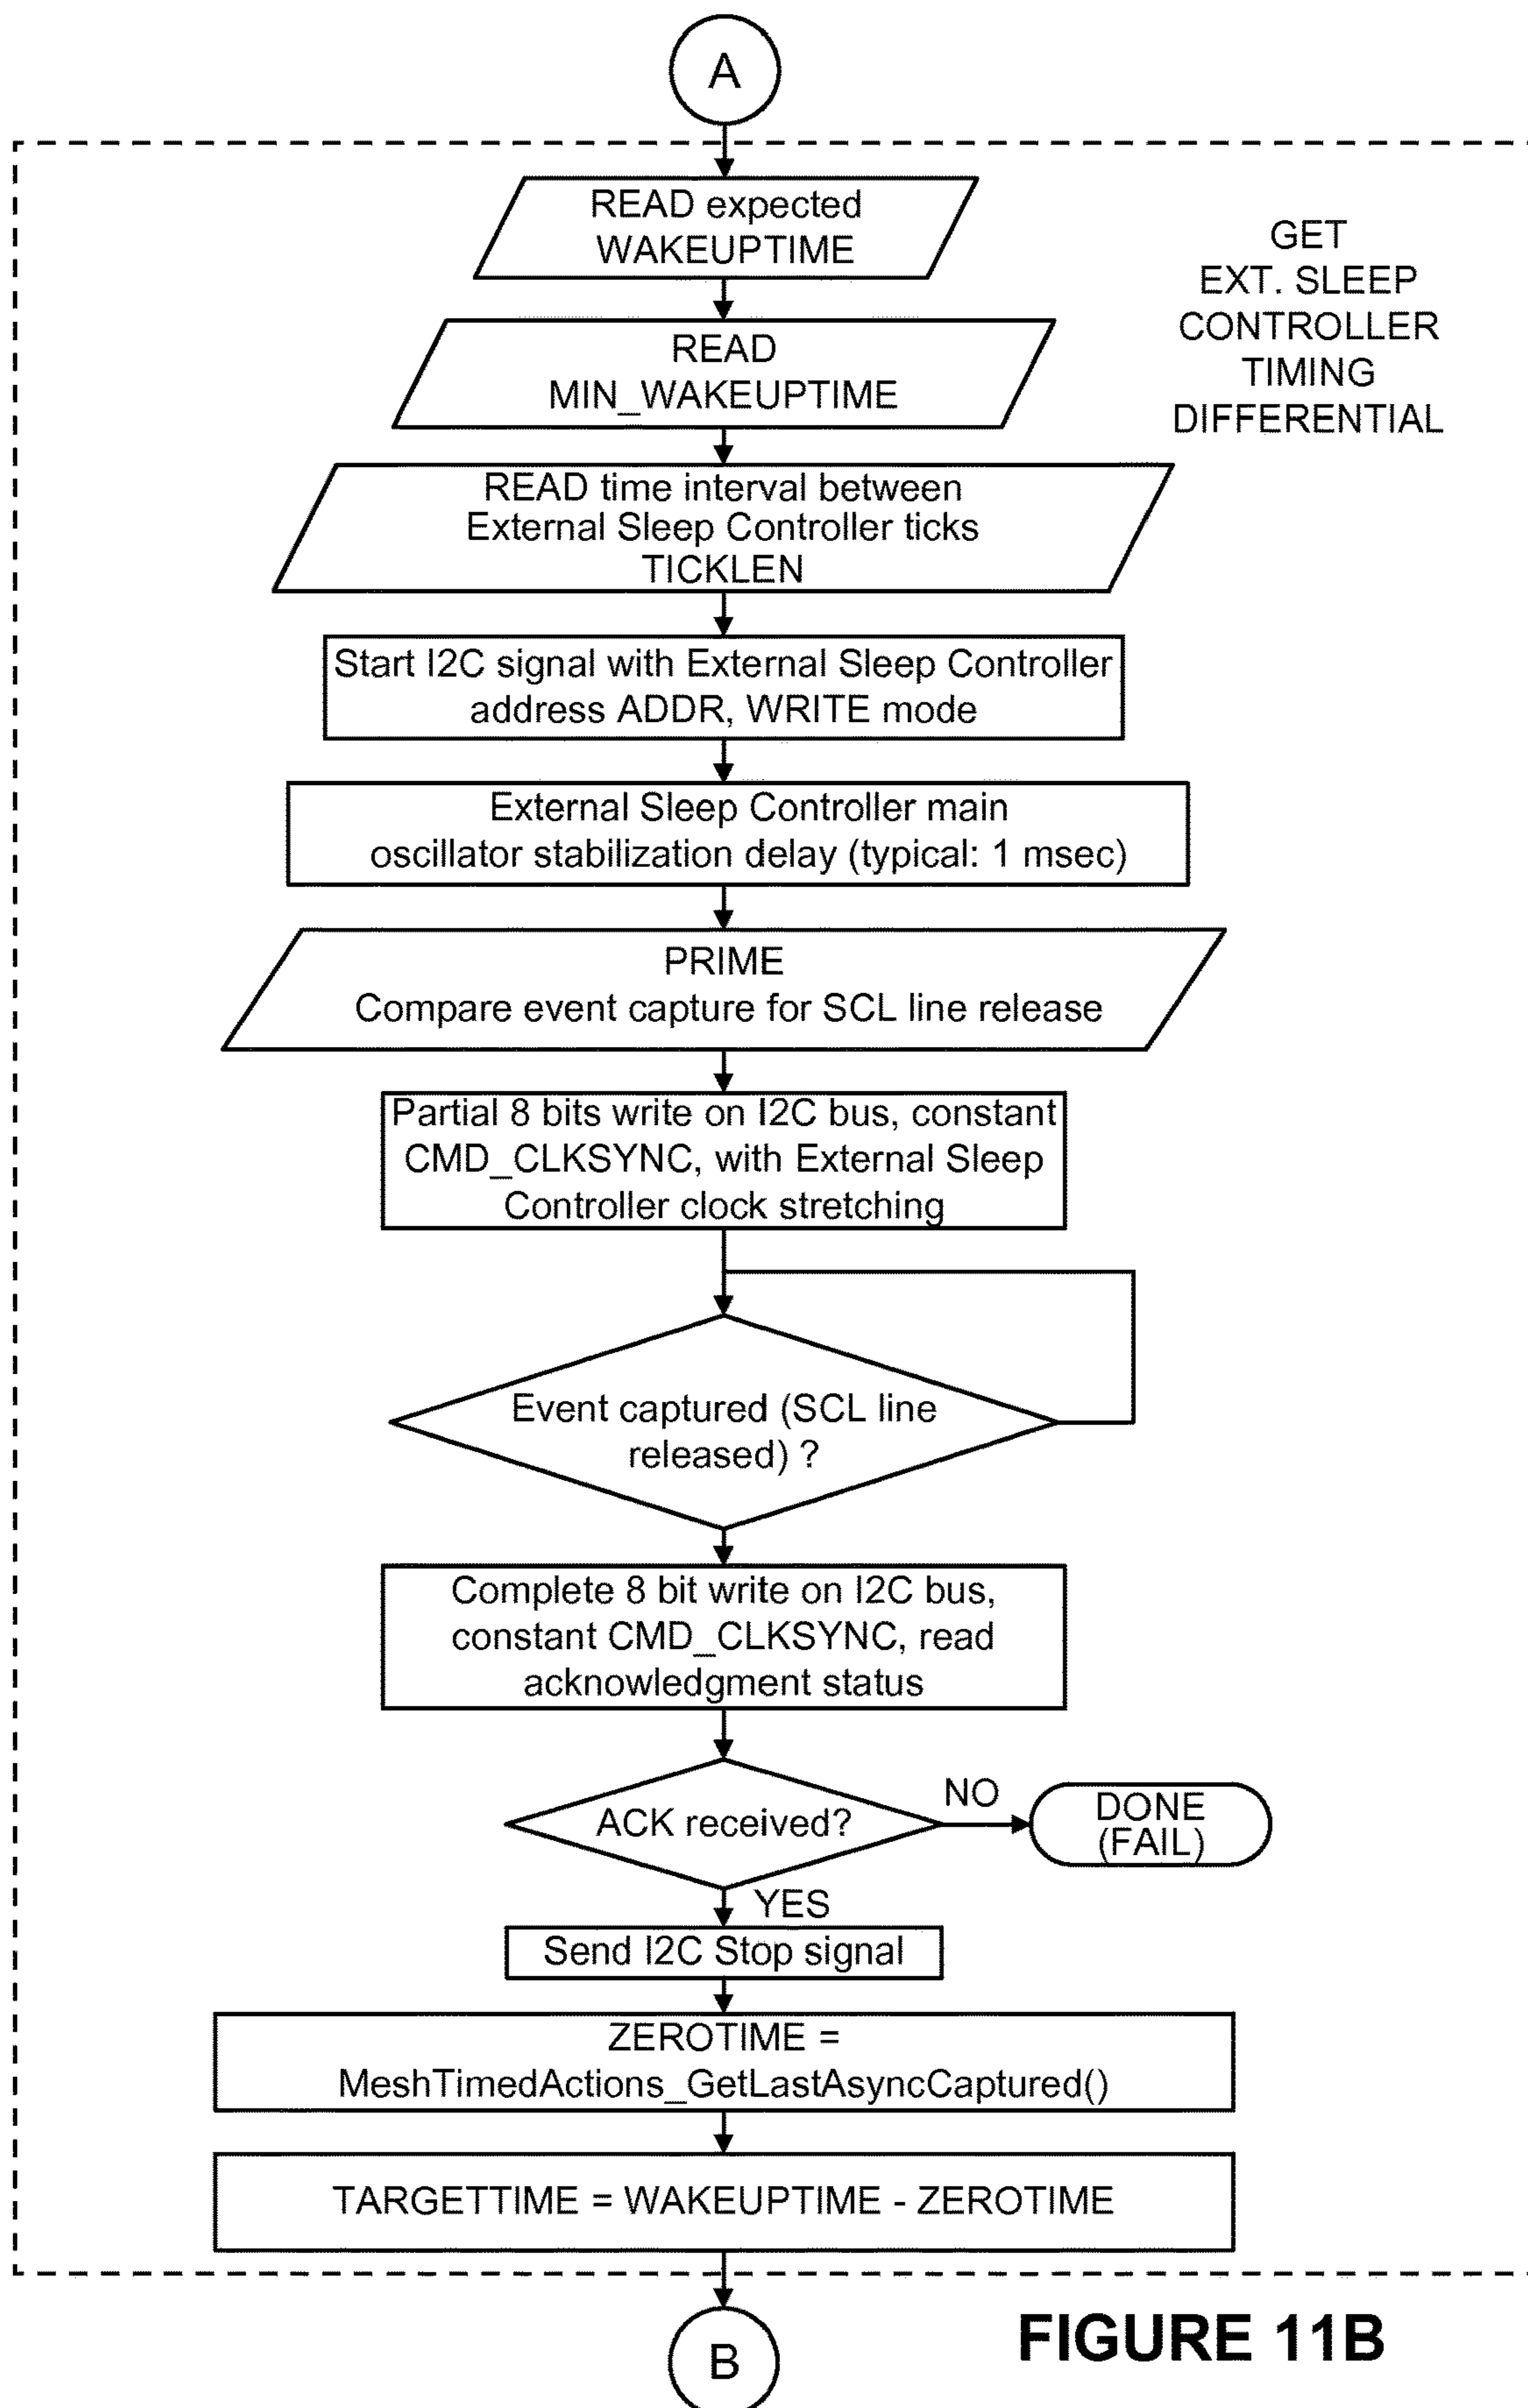 A
READ expected
WAKEUPTIME
GET
EXT. SLEEP
CONTROLLER
TIMING
DIFFERENTIAL
READ
MIN_WAKEUPTIME
READ time interval between
External Sleep Controller ticks
TICKLEN
Start I2C signal with External Sleep Controller
address ADDR, WRITE mode
External Sleep Controller main
oscillator stabilization delay (typical: 1 msec)
PRIME
Compare event capture for SCL line release
Partial 8 bits write on I2C bus, constant
CMD_CLKSYNC, with External Sleep
Controller clock stretching
Event captured (SCL line
released) ?
Complete 8 bit write on I2C bus,
constant CMD_CLKSYNC, read
acknowledgment status
ACK received?
NO
DONE
(FAIL)
YES
Send I2C Stop signal
ZEROTIME =
MeshTimedActions_GetLastAsyncCaptured()
TARGETTIME = WAKEUPTIME - ZEROTIME
B
FIGURE 11B